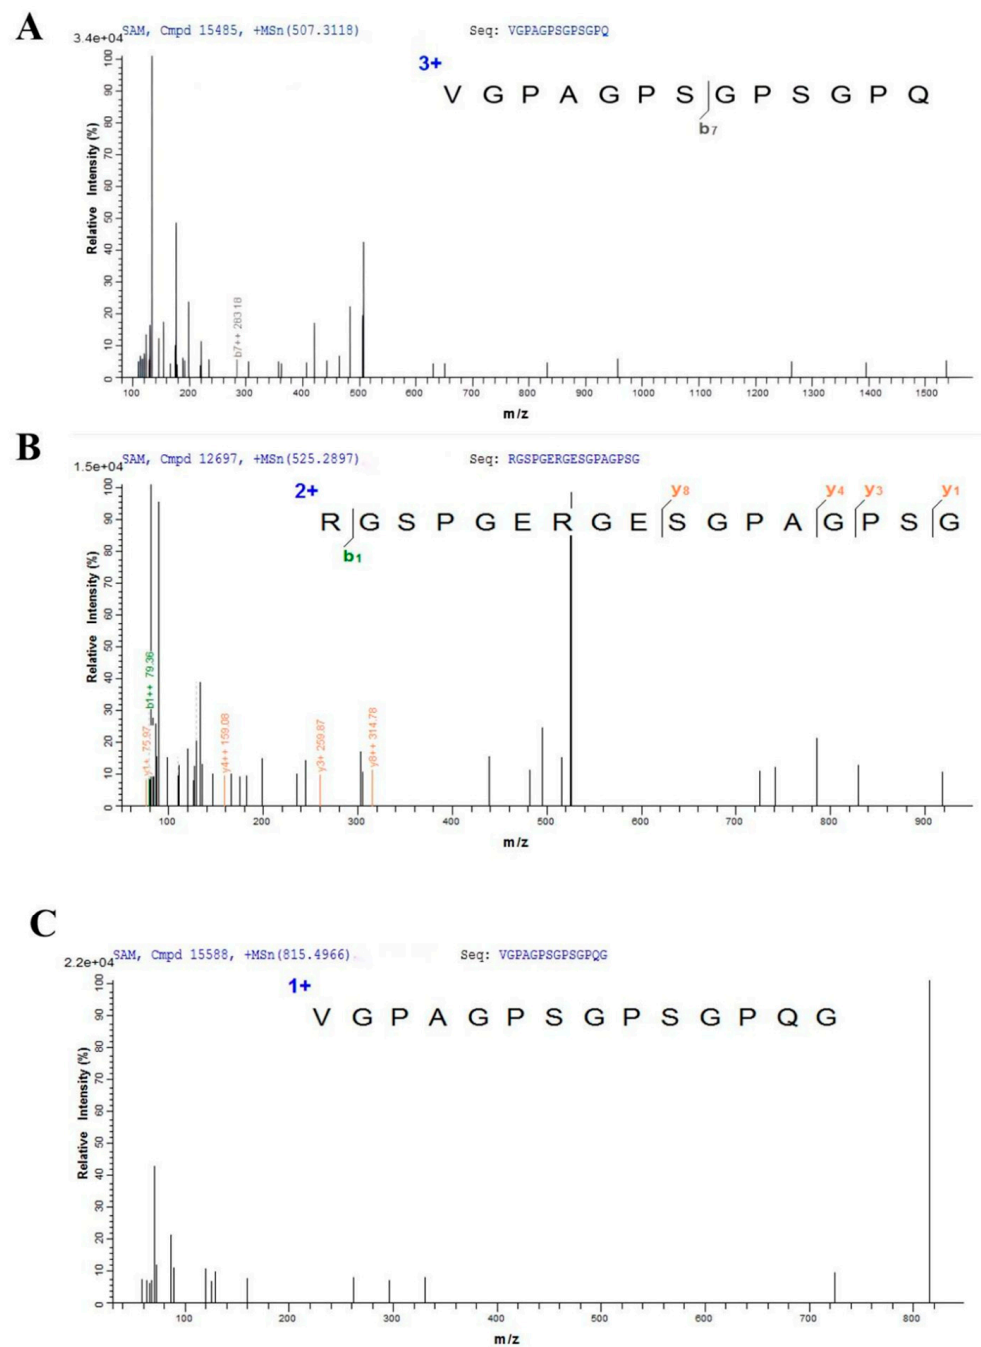 A
SAM, Cmpd 15485, +MSn(507.3118)
Seq: VGPAGPSGPSGPQ
3.4e+04
3+
V G P A G P S G P S G P Q
b7
Relative Intensity (%)
100
90
80
70
60
50
40
30
20
10
0
b7++ 283.18
100 200 300 400 500 600 700 800 900 1000 1100 1200 1300 1400 1500
m/z
B
SAM, Cmpd 12697, +MSn(525.2897)
Seq: RGSPGERGESGPAGPSG
1.5e+04
2+
y8 y4 y3 y1
R G S P G E R G E S G P A G P S G
b1
Relative Intensity (%)
100
90
80
70
60
50
40
30
20
10
0
y1+ 75.97
b1++ 79.36
y4++ 159.08
y3+ 259.87
y8++ 314.78
100 200 300 400 500 600 700 800 900
m/z
C
SAM, Cmpd 15588, +MSn(815.4966)
Seq: VGPAGPSGPSGPQG
2.2e+04
1+
V G P A G P S G P S G P Q G
Relative Intensity (%)
100
90
80
70
60
50
40
30
20
10
0
100 200 300 400 500 600 700 800
m/z